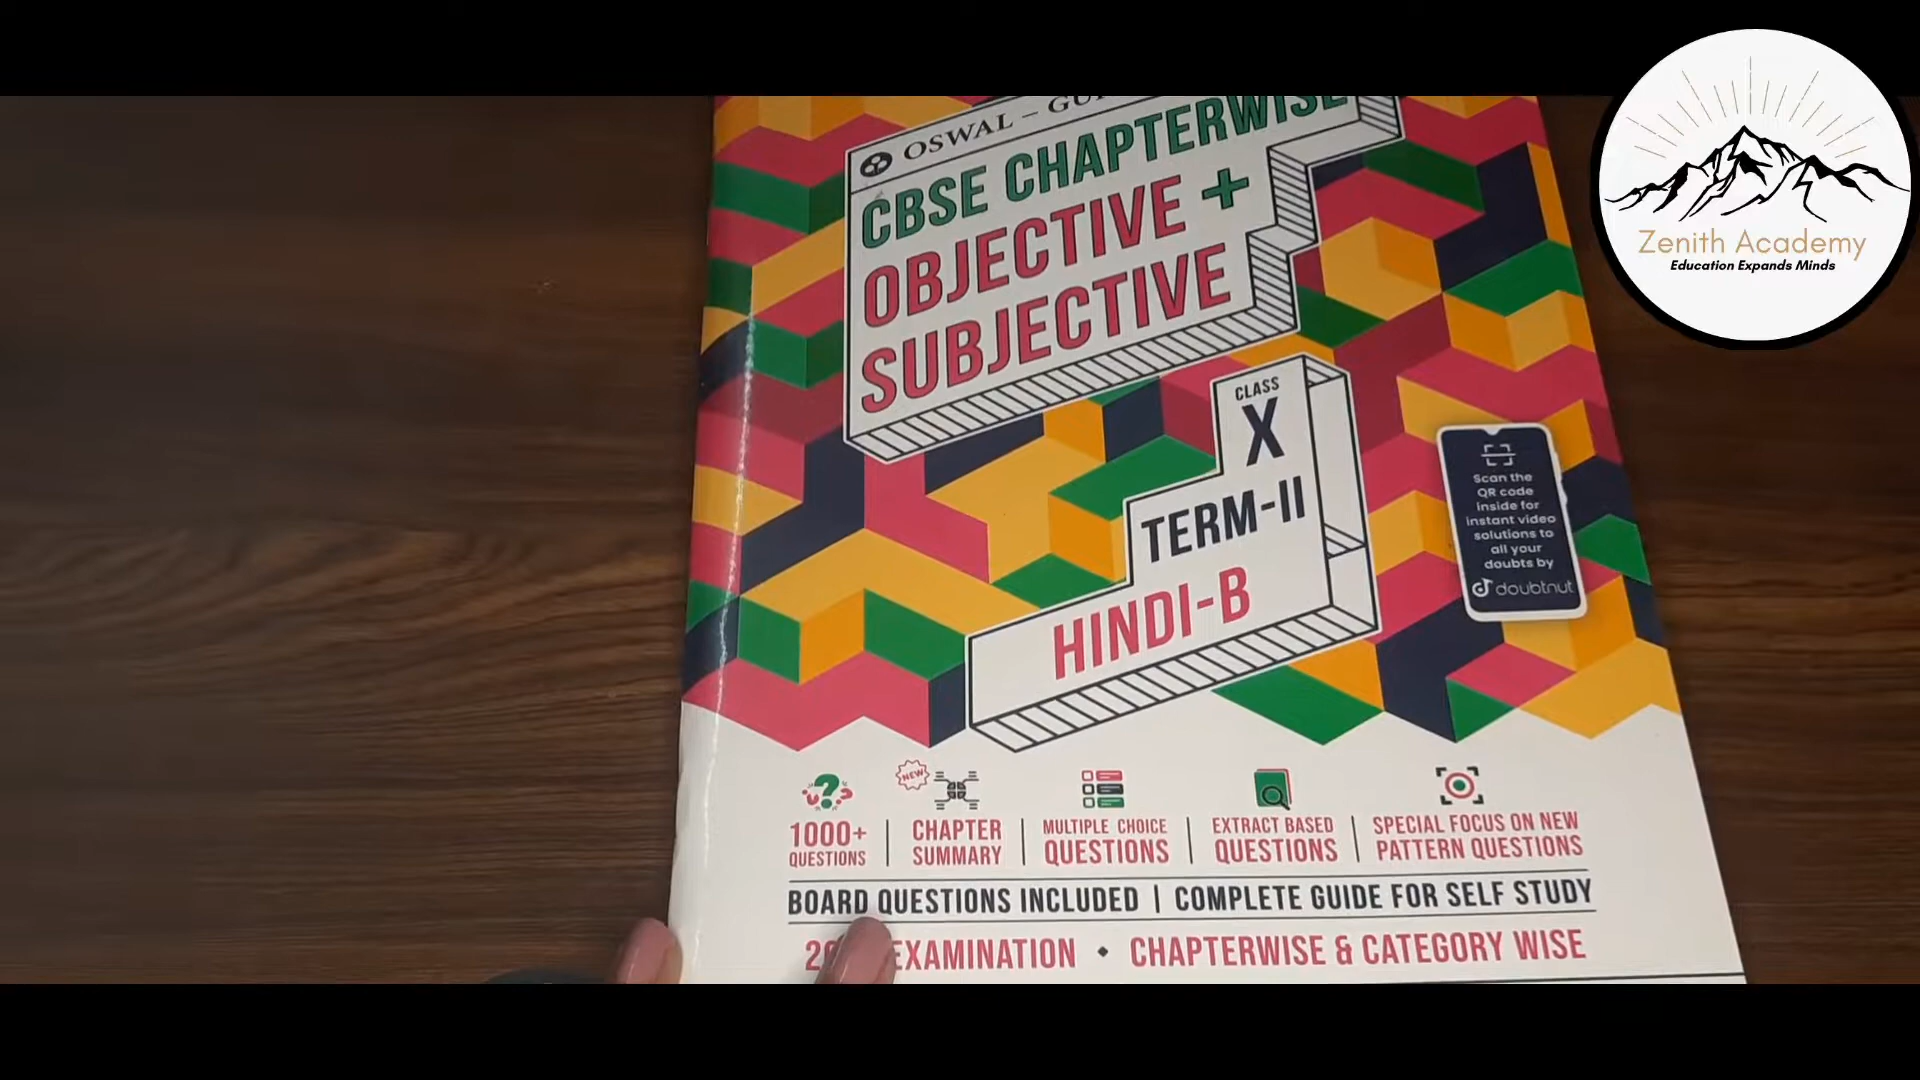 OSWAL –
CBSE CHAPTERWISE
OBJECTIVE +
SUBJECTIVE
CLASS
X
TERM-II
HINDI-B
Scan the
QR code
inside for
instant video
solutions to
all your
doubts by
doubtnut
NEW
1000+
QUESTIONS
CHAPTER
SUMMARY
MULTIPLE CHOICE
QUESTIONS
EXTRACT BASED
QUESTIONS
SPECIAL FOCUS ON NEW
PATTERN QUESTIONS
BOARD QUESTIONS INCLUDED | COMPLETE GUIDE FOR SELF STUDY
EXAMINATION • CHAPTERWISE & CATEGORY WISE
Zenith Academy
Education Expands Minds